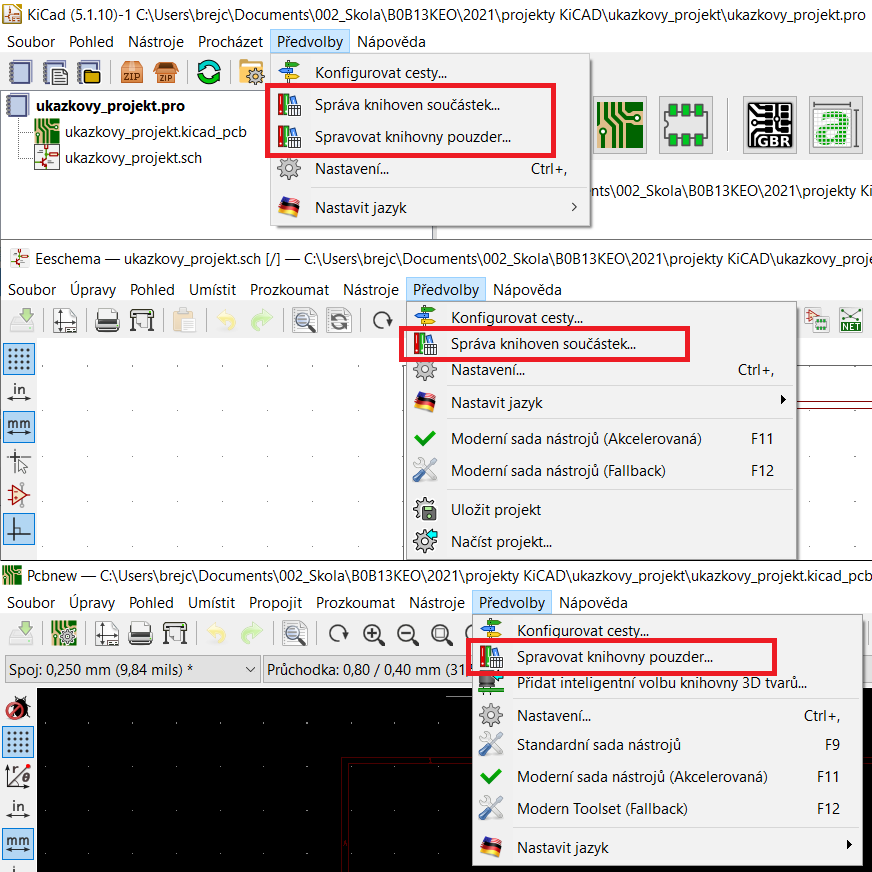 KiCad (5.1.10)-1 C:\Users\brejc\Documents\002_Skola\B0B13KEO\2021\projekty KiCAD\ukazkovy_projekt\ukazkovy_projekt.pro
Soubor Pohled Nástroje Procházet Předvolby Nápověda
ZIP ZIP
Konfigurovat cesty...
ukazkovy_projekt.pro
Správa knihoven součástek...
ukazkovy_projekt.kicad_pcb
Spravovat knihovny pouzder...
GBR
a
ukazkovy_projekt.sch
Nastavení... Ctrl+,
nts\002_Skola\B0B13KEO\2021\projekty Ki
Nastavit jazyk
Eeschema — ukazkovy_projekt.sch [/] — C:\Users\brejc\Documents\002_Skola\B0B13KEO\2021\projekty KiCAD\ukazkovy_proje
Soubor Úpravy Pohled Umístit Prozkoumat Nástroje Předvolby Nápověda
Konfigurovat cesty...
NET
Správa knihoven součástek...
Nastavení... Ctrl+,
in
Nastavit jazyk
mm
Moderní sada nástrojů (Akcelerovaná) F11
Moderní sada nástrojů (Fallback) F12
Uložit projekt
Načíst projekt...
Pcbnew — C:\Users\brejc\Documents\002_Skola\B0B13KEO\2021\projekty KiCAD\ukazkovy_projekt\ukazkovy_projekt.kicad_pcb
Soubor Úpravy Pohled Umístit Propojit Prozkoumat Nástroje Předvolby Nápověda
Konfigurovat cesty...
Spravovat knihovny pouzder...
Spoj: 0,250 mm (9,84 mils) * Průchodka: 0,80 / 0,40 mm (31
Přidat inteligentní volbu knihovny 3D tvarů...
Nastavení... Ctrl+,
Standardní sada nástrojů F9
Moderní sada nástrojů (Akcelerovaná) F11
in
Modern Toolset (Fallback) F12
mm
Nastavit jazyk